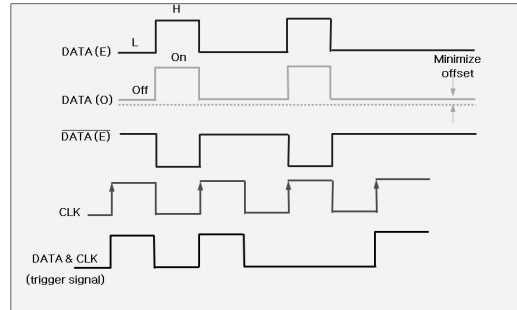 H
L
DATA (E)
On
Minimize
offset
Off
DATA (O)
DATA (E)
CLK
DATA & CLK
(trigger signal)